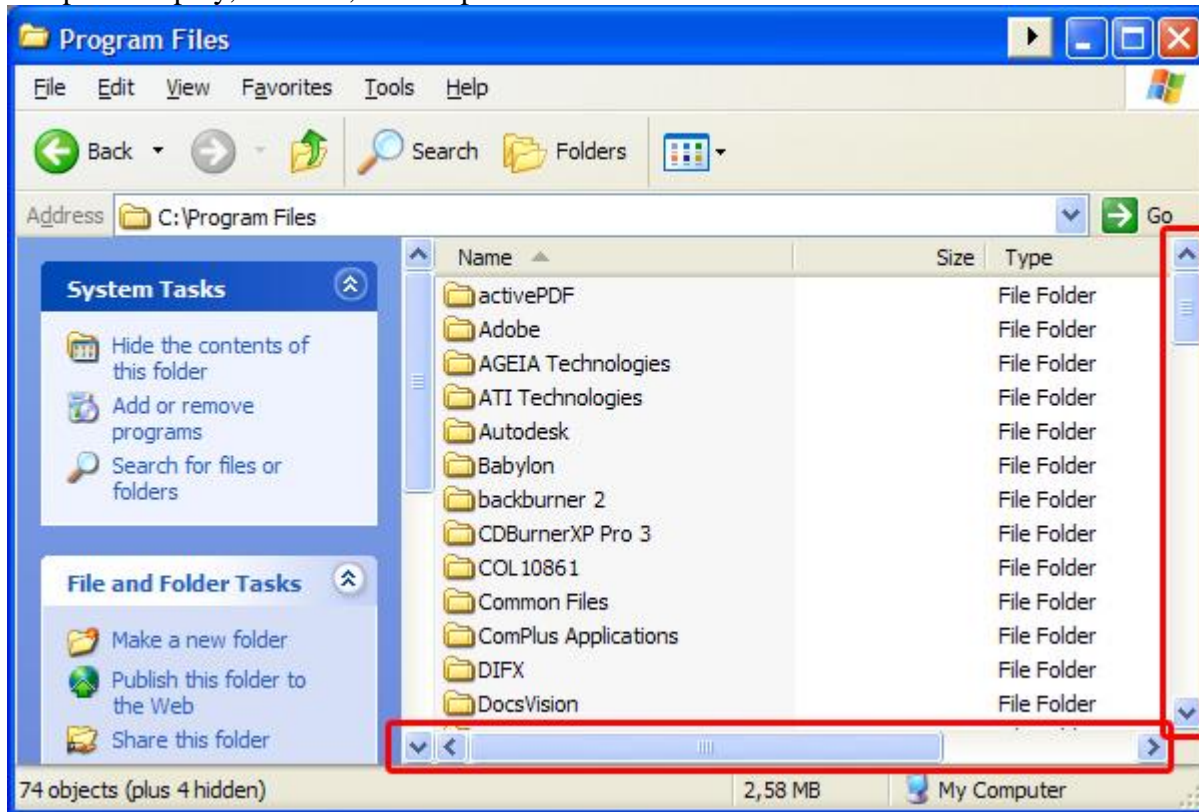 Program Files
File Edit View Favorites Tools Help
Back Search Folders
Address C:\Program Files Go
System Tasks
Hide the contents of
this folder
Add or remove
programs
Search for files or
folders
File and Folder Tasks
Make a new folder
Publish this folder to
the Web
Share this folder
Name Size Type
activePDF File Folder
Adobe File Folder
AGEIA Technologies File Folder
ATI Technologies File Folder
Autodesk File Folder
Babylon File Folder
backburner 2 File Folder
CDBurnerXP Pro 3 File Folder
COL10861 File Folder
Common Files File Folder
ComPlus Applications File Folder
DIFX File Folder
DocsVision File Folder
74 objects (plus 4 hidden) 2,58 MB My Computer